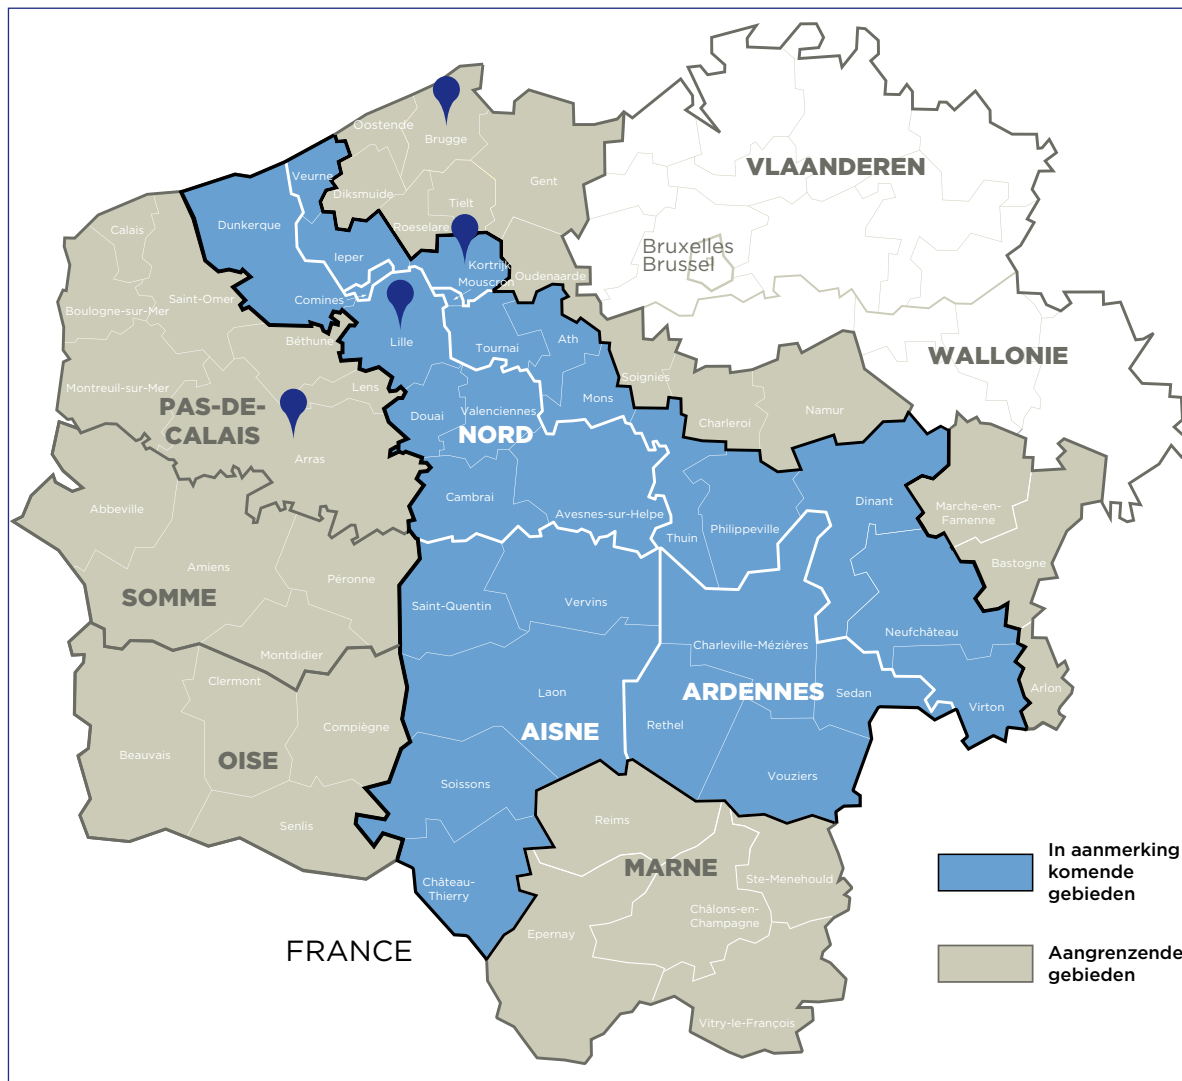 Oostende
Brugge
VLAANDEREN
Veurne
Diksmuide
Gent
Tielt
Calais
Dunkerque
Roeselare
Ieper
Bruxelles
Brussel
Kortrijk
Mouscron
Oudenaarde
Saint-Omer
Comines
Boulogne-sur-Mer
Béthune
Lille
Tournai
Ath
WALLONIE
Soignies
Montreuil-sur-Mer
Lens
Mons
PAS-DE-
CALAIS
Douai
Valenciennes
NORD
Charleroi
Namur
Arras
Abbeville
Cambrai
Avesnes-sur-Helpe
Thuin
Philippeville
Dinant
Marche-en-
Famenne
Bastogne
Amiens
Péronne
SOMME
Saint-Quentin
Vervins
Neufchâteau
Montdidier
Charleville-Mézières
Clermont
Laon
ARDENNES
Sedan
Arlon
Virton
Compiègne
AISNE
Rethel
Beauvais
OISE
Soissons
Vouziers
Senlis
Reims
MARNE
Château-
Thierry
Ste-Menehould
Châlons-en-
Champagne
Epernay
FRANCE
Vitry-le-François
In aanmerking
komende
gebieden
Aangrenzende
gebieden